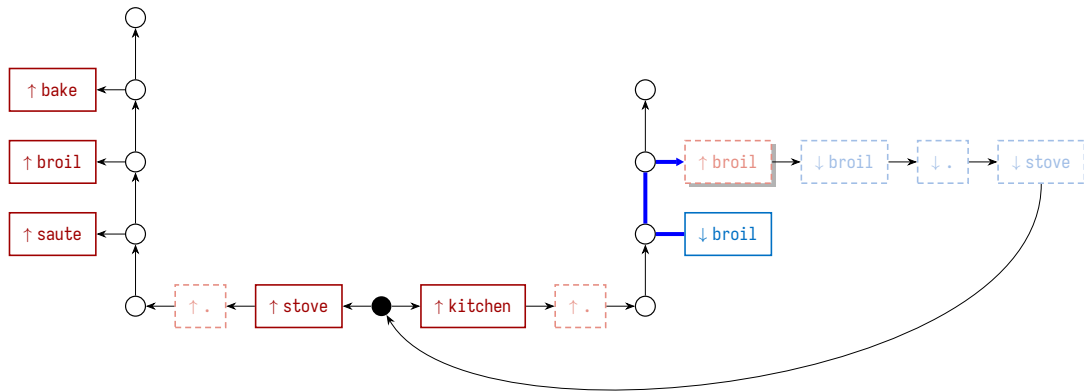 ↑ bake
↑ broil ↑ broil ↓ broil ↓ . ↓ stove
↑ saute ↓ broil
↑ . ↑ stove ↑ kitchen ↑ .